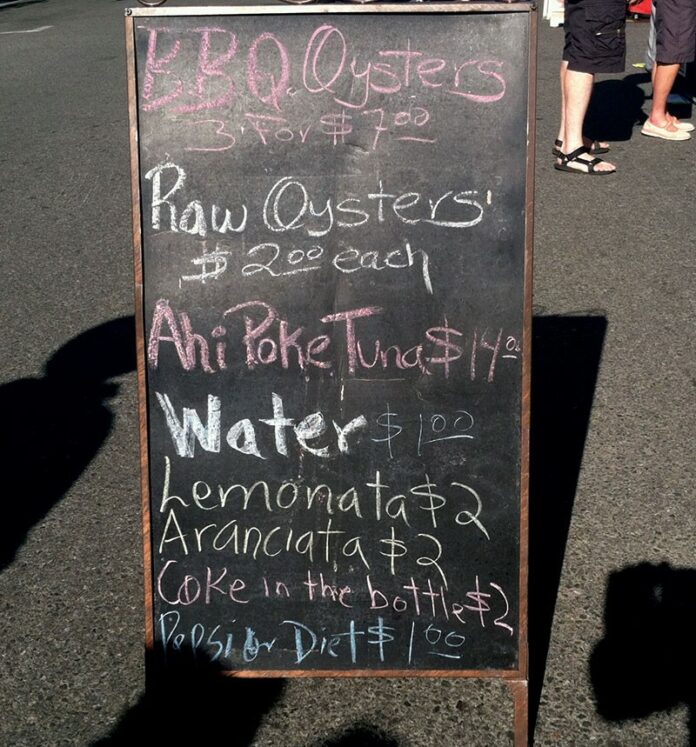 BBQ Oysters
3 For $7.00
Raw Oysters
$2.00 each
Ahi Poke Tuna $14.00
Water $1.00
Lemonata $2
Aranciata $2
Coke in the bottle $2
Pepsi or Diet $1.00